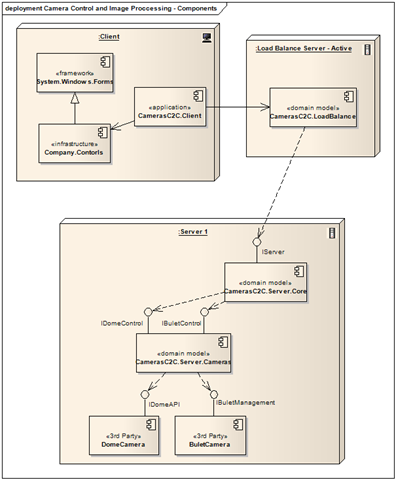 deployment Camera Control and Image Proccessing - Components
:Client
«framework»
System.Windows.Forms
«application»
CamerasC2C.Client
«infrastructure»
Company.Contorls
:Load Balance Server - Active
«domain model»
CamerasC2C.LoadBalance
:Server 1
IServer
«domain model»
CamerasC2C.Server.Core
IDomeControl
IBuletControl
«domain model»
CamerasC2C.Server.Cameras
IDomeAPI
IBuletManagement
«3rd Party»
DomeCamera
«3rd Party»
BuletCamera